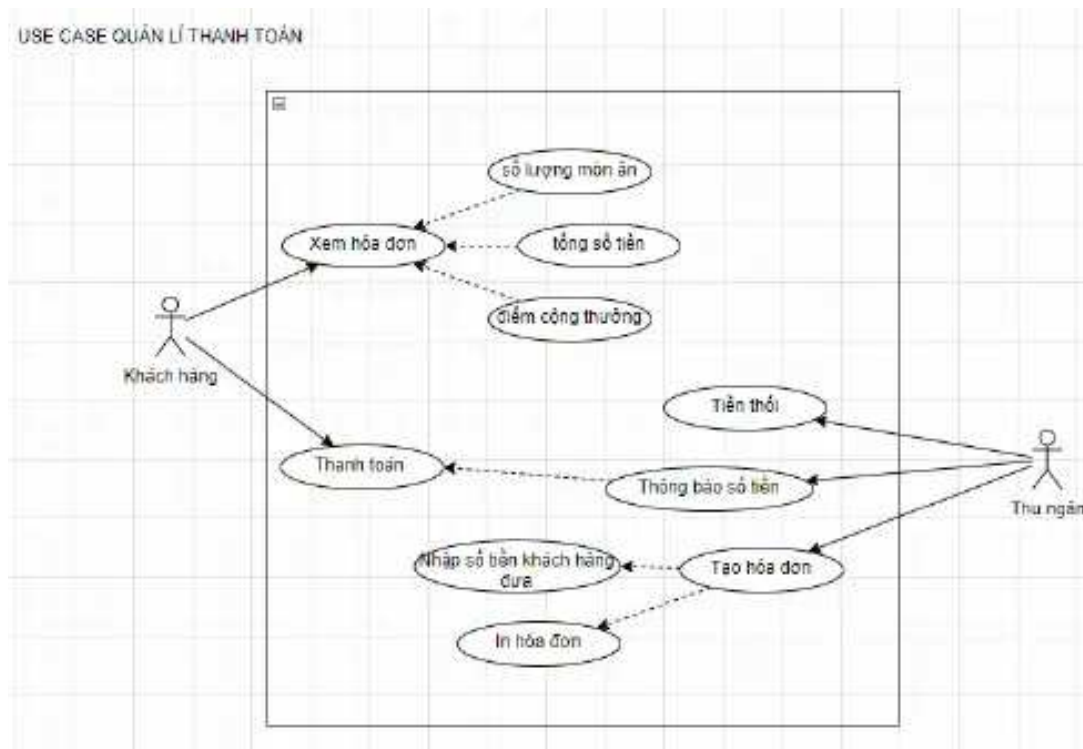 USE CASE QUẢN LÍ THANH TOÁN
số lượng món ăn
Xem hóa đơn
tổng số tiền
điểm cộng thưởng
Khách hàng
Tiền thối
Thanh toán
Thông báo số tiền
Thu ngân
Nhập số tiền khách hàng
đưa
Tạo hóa đơn
In hóa đơn